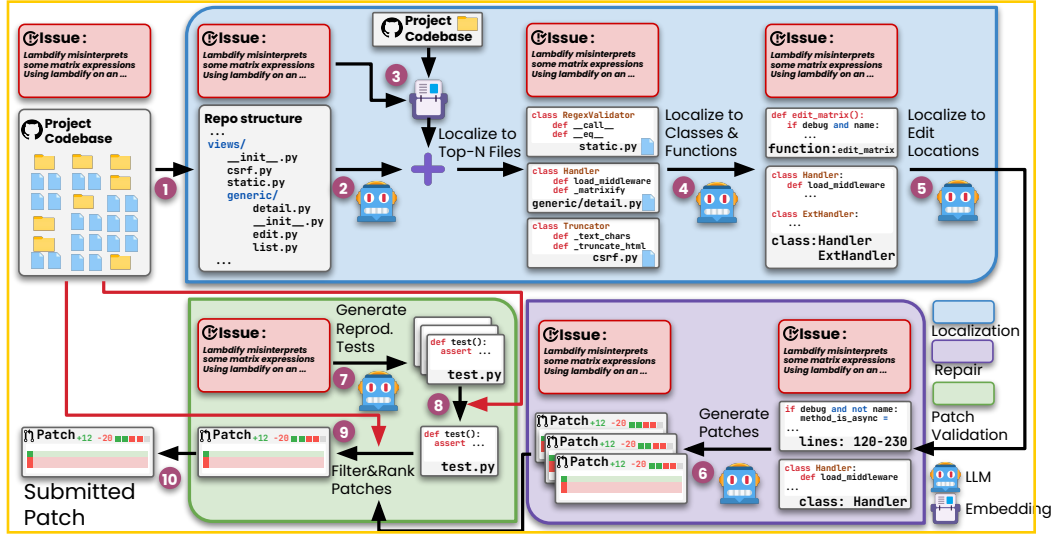 Issue:
Lambdify misinterprets
some matrix expressions
Using lambdify on an ...
Project
Codebase
1
Issue:
Lambdify misinterprets
some matrix expressions
Using lambdify on an ...
Repo structure
...
views/
__init__.py
csrf.py
static.py
generic/
detail.py
__init__.py
edit.py
list.py
...
2
Project
Codebase
3
Localize to
Top-N Files
Issue:
Lambdify misinterprets
some matrix expressions
Using lambdify on an ...
class RegexValidator
def __call__
def __eq__
static.py
class Handler
def load_middleware
def _matrixify
generic/detail.py
class Truncator
def _text_chars
def _truncate_html
csrf.py
Localize to
Classes &
Functions
4
Issue:
Lambdify misinterprets
some matrix expressions
Using lambdify on an ...
def edit_matrix():
if debug and name:
...
function:edit_matrix
class Handler:
def load_middleware
...
class ExtHandler:
...
class:Handler
ExtHandler
Localize to
Edit
Locations
5
Issue:
Lambdify misinterprets
some matrix expressions
Using lambdify on an ...
Generate
Reprod.
Tests
7
def test():
assert ...
test.py
8
def test():
assert ...
test.py
9
Filter&Rank
Patches
Patch +12 -20
10
Patch +12 -20
Submitted
Patch
Issue:
Lambdify misinterprets
some matrix expressions
Using lambdify on an ...
Patch +12 -20
Patch +12 -20
Patch +12 -20
Generate
Patches
6
Issue:
Lambdify misinterprets
some matrix expressions
Using lambdify on an ...
if debug and not name:
method_is_async =
...
lines: 120-230
class Handler:
def load_middleware
...
class: Handler
Localization
Repair
Patch
Validation
LLM
Embedding